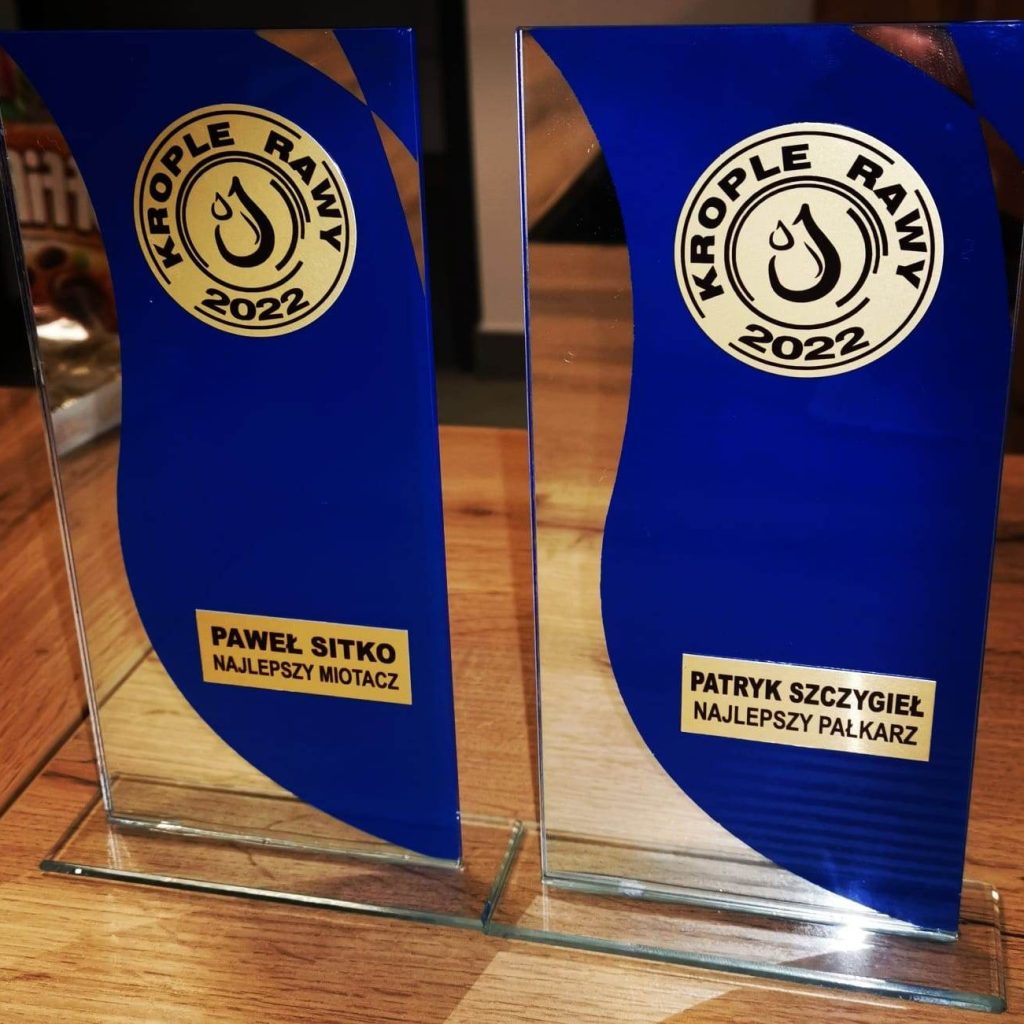 KROPLE RAWY
2022
PAWEŁ SITKO
NAJLEPSZY MIOTACZ
KROPLE RAWY
2022
PATRYK SZCZYGIEŁ
NAJLEPSZY PAŁKARZ